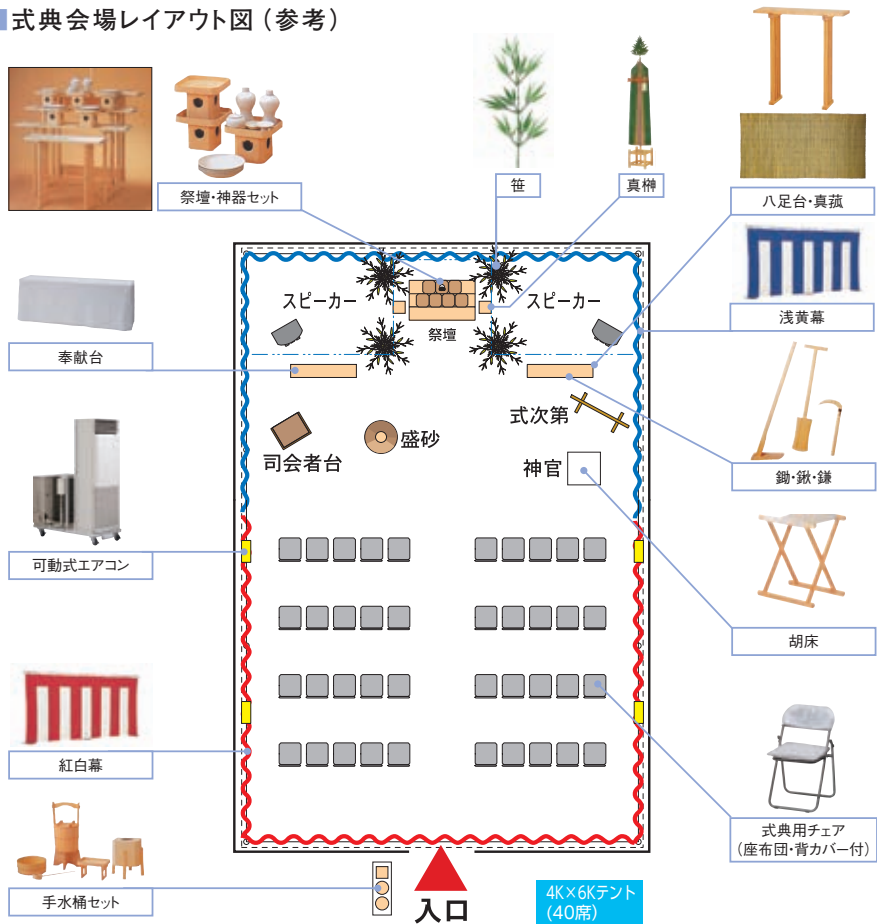 式典会場レイアウト図（参考）
祭壇・神器セット
笹
真榊
八足台・真菰
浅黄幕
スピーカー
スピーカー
祭壇
奉献台
式次第
盛砂
司会者台
神官
鋤・鍬・鎌
可動式エアコン
胡床
紅白幕
式典用チェア
（座布団・背カバー付）
手水桶セット
入口
4K×6Kテント
（40席）